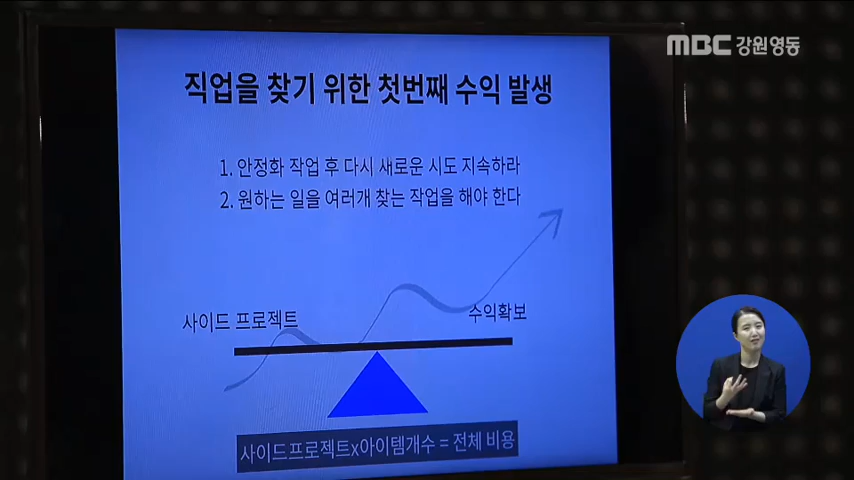 MBC 강원영동
직업을 찾기 위한 첫번째 수익 발생
1. 안정화 작업 후 다시 새로운 시도 지속하라
2. 원하는 일을 여러개 찾는 작업을 해야 한다
사이드 프로젝트
수익확보
사이드프로젝트x아이템개수 = 전체 비용